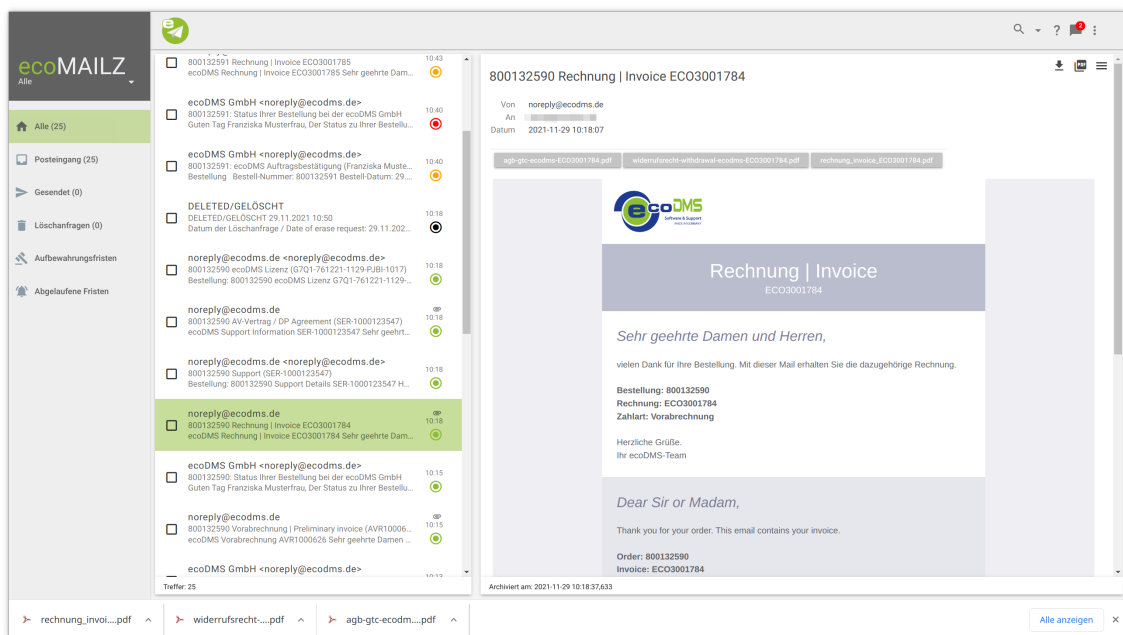 ecoMAILZ
Alle
Alle (25)
Posteingang (25)
Gesendet (0)
Löschanfragen (0)
Aufbewahrungsfristen
Abgelaufene Fristen
e
?
2
10:43
800132591 Rechnung | Invoice ECO3001785
ecoDMS Rechnung | Invoice ECO3001785 Sehr geehrte Dam...
ecoDMS GmbH <noreply@ecodms.de>
10:40
800132591: Status Ihrer Bestellung bei der ecoDMS GmbH
Guten Tag Franziska Musterfrau, Der Status zu Ihrer Bestellu...
ecoDMS GmbH <noreply@ecodms.de>
10:40
800132591: ecoDMS Auftragsbestätigung (Franziska Muste...
Bestellung Bestell-Nummer: 800132591 Bestell-Datum: 29....
DELETED/GELÖSCHT
10:18
DELETED/GELÖSCHT 29.11.2021 10:50
Datum der Löschanfrage / Date of erase request: 29.11.202...
noreply@ecodms.de <noreply@ecodms.de>
10:18
800132590 ecoDMS Lizenz (G7Q1-761221-1129-PJBI-1017)
Bestellung: 800132590 ecoDMS Lizenz G7Q1-761221-1129-...
noreply@ecodms.de
10:18
800132590 AV-Vertrag / DP Agreement (SER-1000123547)
ecoDMS Support Information SER-1000123547 Sehr geehrt...
noreply@ecodms.de <noreply@ecodms.de>
10:18
800132590 Support (SER-1000123547)
Bestellung: 800132590 Support Details SER-1000123547 H...
noreply@ecodms.de
10:18
800132590 Rechnung | Invoice ECO3001784
ecoDMS Rechnung | Invoice ECO3001784 Sehr geehrte Dam...
ecoDMS GmbH <noreply@ecodms.de>
10:15
800132590: Status Ihrer Bestellung bei der ecoDMS GmbH
Guten Tag Franziska Musterfrau, Der Status zu Ihrer Bestellu...
noreply@ecodms.de
10:15
800132590 Vorabrechnung | Preliminary invoice (AVR10006...
ecoDMS Vorabrechnung AVR1000626 Sehr geehrte Damen ...
ecoDMS GmbH <noreply@ecodms.de>
Treffer: 25
800132590 Rechnung | Invoice ECO3001784
PDF
Von noreply@ecodms.de
An
Datum 2021-11-29 10:18:07
agb-gtc-ecodms-ECO3001784.pdf
widerrufsrecht-withdrawal-ecodms-ECO3001784.pdf
rechnung_invoice_ECO3001784.pdf
ecoDMS
Software & Support
MADE IN GERMANY
Rechnung | Invoice
ECO3001784
Sehr geehrte Damen und Herren,
vielen Dank für Ihre Bestellung. Mit dieser Mail erhalten Sie die dazugehörige Rechnung.
Bestellung: 800132590
Rechnung: ECO3001784
Zahlart: Vorabrechnung
Herzliche Grüße.
Ihr ecoDMS-Team
Dear Sir or Madam,
Thank you for your order. This email contains your invoice.
Order: 800132590
Invoice: ECO3001784
Archiviert am: 2021-11-29 10:18:37,633
rechnung_invoi....pdf
widerrufsrecht-....pdf
agb-gtc-ecodm....pdf
Alle anzeigen